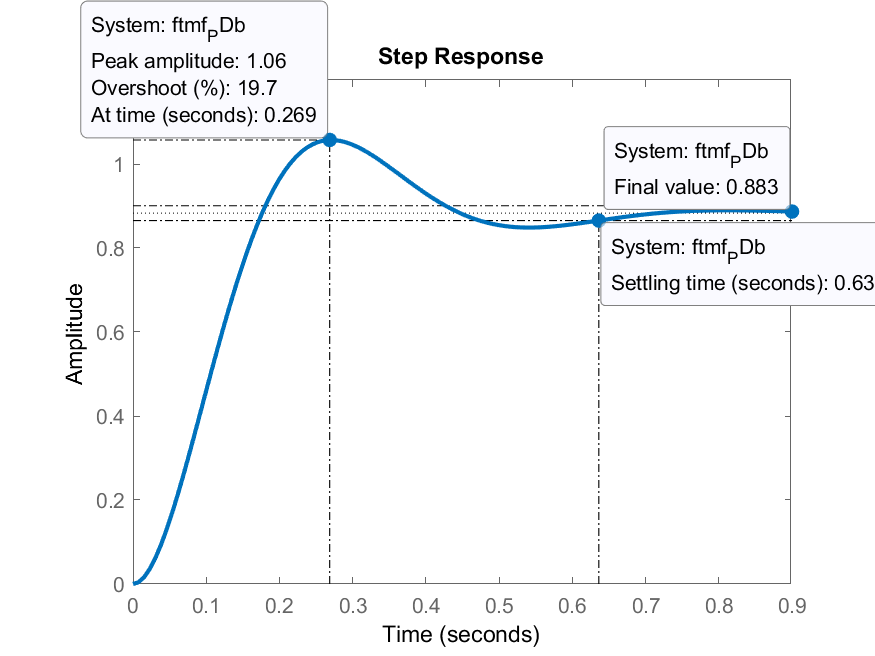 System: ftmfPDb
Peak amplitude: 1.06
Overshoot (%): 19.7
At time (seconds): 0.269
Step Response
System: ftmfPDb
Final value: 0.883
System: ftmfPDb
Settling time (seconds): 0.63
Amplitude
1
0.8
0.6
0.4
0.2
0
0 0.1 0.2 0.3 0.4 0.5 0.6 0.7 0.8 0.9
Time (seconds)